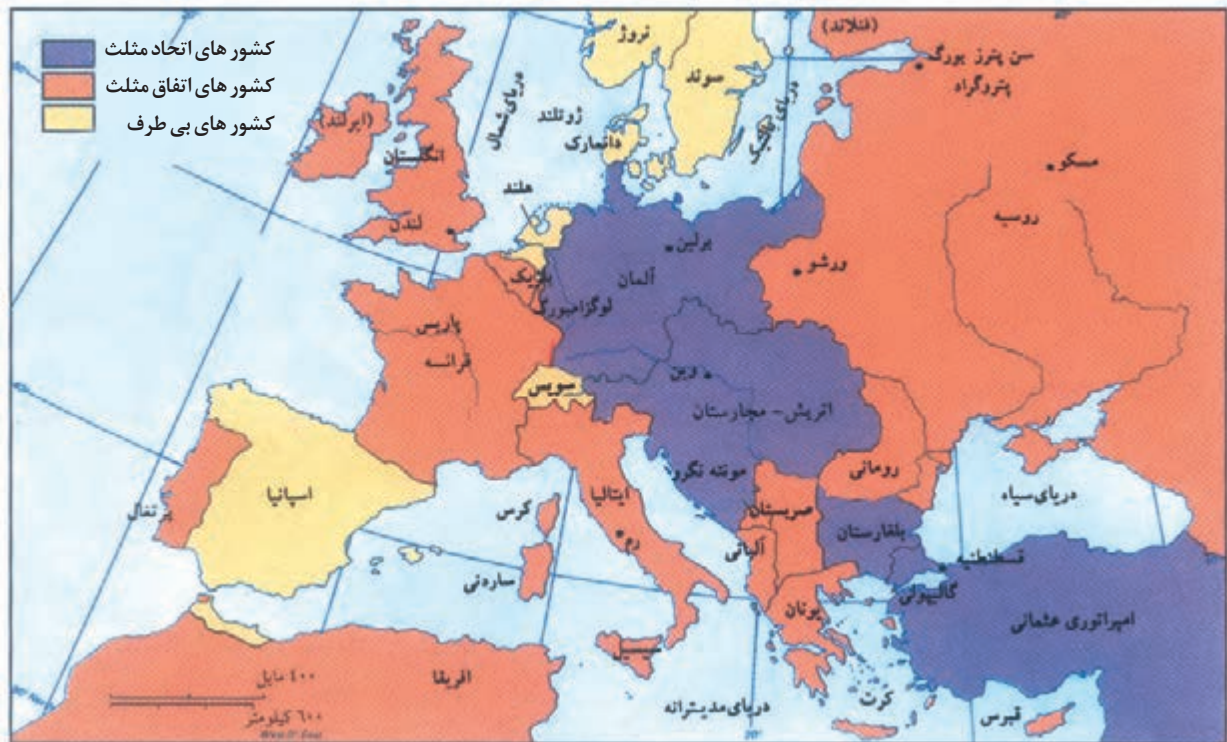 کشور های اتحاد مثلث
کشور های اتفاق مثلث
کشور های بی طرف
(فنلاند)
نروژ
سوئد
سن پترز بورگ
پتروگراد
دریای شمال
ژوتلند
دانمارک
دریای بالتیک
(ایرلند)
انگلستان
هلند
لندن
مسکو
روسیه
برلین
آلمان
ورشو
بلژیک
لوگزامبورگ
پاریس
فرانسه
سویس
وین
اتریش - مجارستان
مونته نگرو
رومانی
دریای سیاه
اسپانیا
پرتغال
کرس
ایتالیا
رم
ساردنی
صربستان
آلبانی
بلغارستان
قسطنطنیه
گالیپولی
امپراتوری عثمانی
یونان
سیسیل
افریقا
دریای مدیترانه
کرت
قبرس
۴۰۰ مایل
۶۰۰ کیلومتر